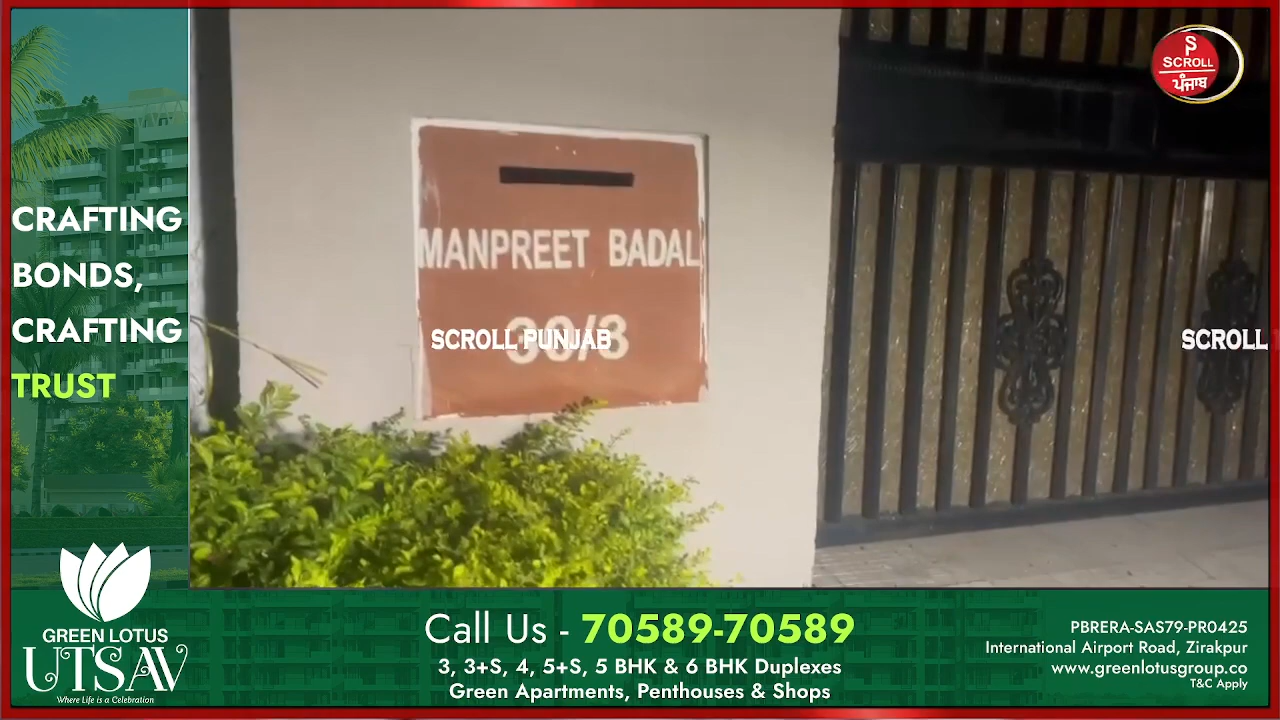 CRAFTING
BONDS,
CRAFTING
TRUST
GREEN LOTUS
UTSAV
Where Life is a Celebration
S
P
SCROLL
ਪੰਜਾਬ
MANPREET BADAL
30/3
SCROLL PUNJAB
SCROLL
Call Us - 70589-70589
3, 3+S, 4, 5+S, 5 BHK & 6 BHK Duplexes
Green Apartments, Penthouses & Shops
PBRERA-SAS79-PR0425
International Airport Road, Zirakpur
www.greenlotusgroup.co
T&C Apply